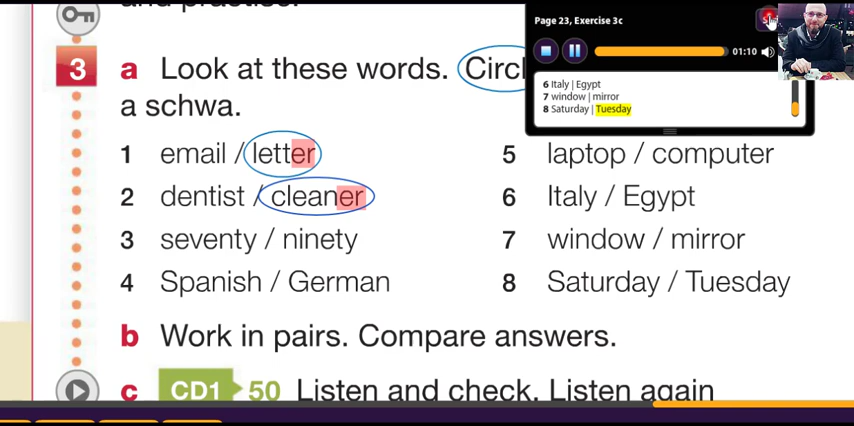 and practise.
3 a Look at these words. Circl
a schwa.
1 email / letter
2 dentist / cleaner
3 seventy / ninety
4 Spanish / German
5 laptop / computer
6 Italy / Egypt
7 window / mirror
8 Saturday / Tuesday
b Work in pairs. Compare answers.
c CD1 50 Listen and check. Listen again
Page 23, Exercise 3c
01:10
6 Italy | Egypt
7 window | mirror
8 Saturday | Tuesday